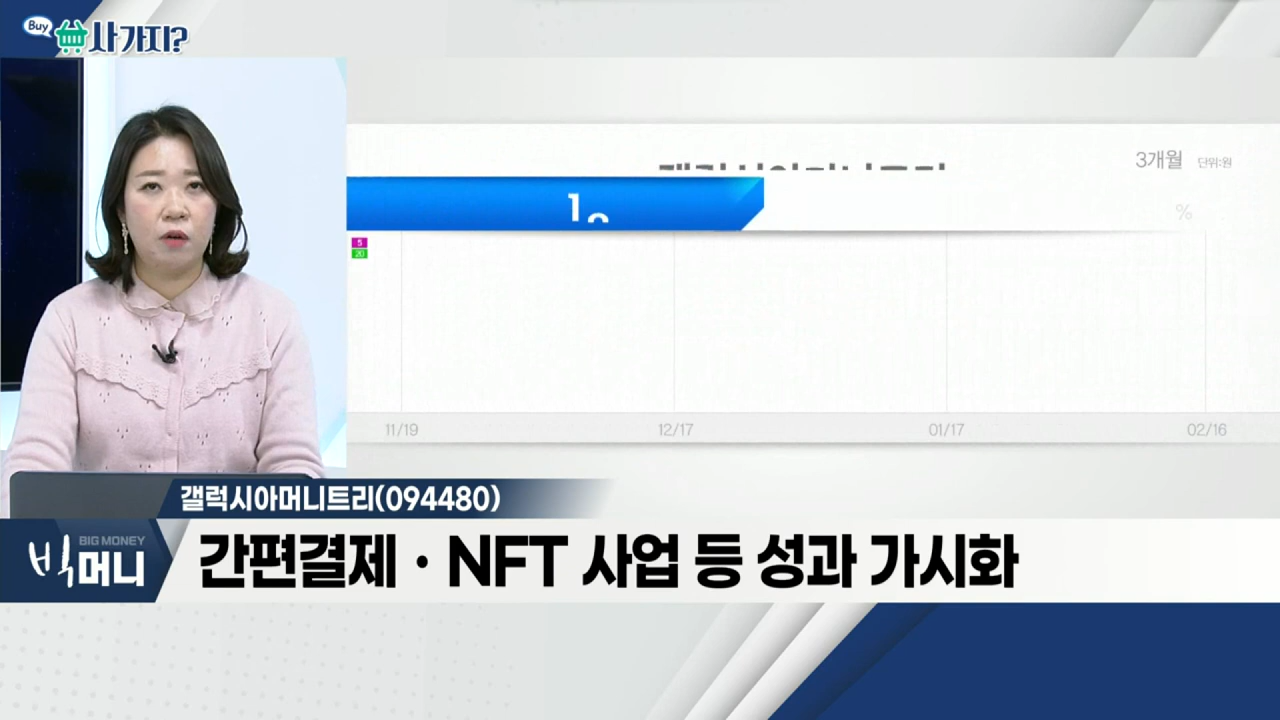 Buy
사가지?
3개월 단위:원
%
5
20
11/19 12/17 01/17 02/16
갤럭시아머니트리(094480)
BIG MONEY
빅머니
간편결제 · NFT 사업 등 성과 가시화